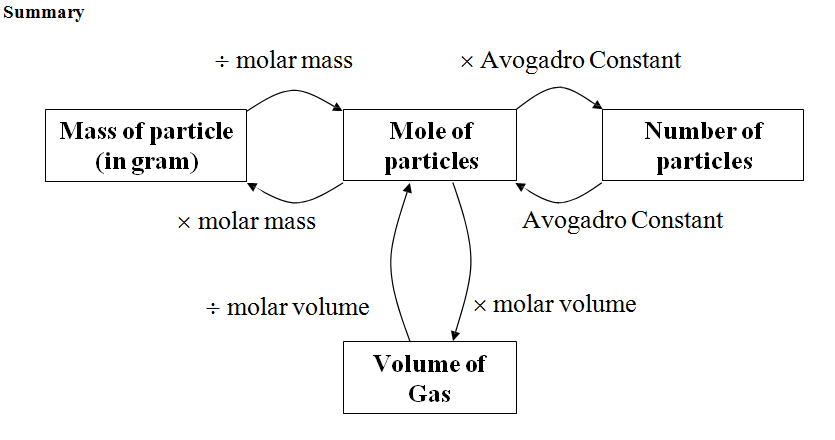 Summary
÷ molar mass
× Avogadro Constant
Mass of particle
(in gram)
Mole of
particles
Number of
particles
× molar mass
Avogadro Constant
÷ molar volume
× molar volume
Volume of
Gas